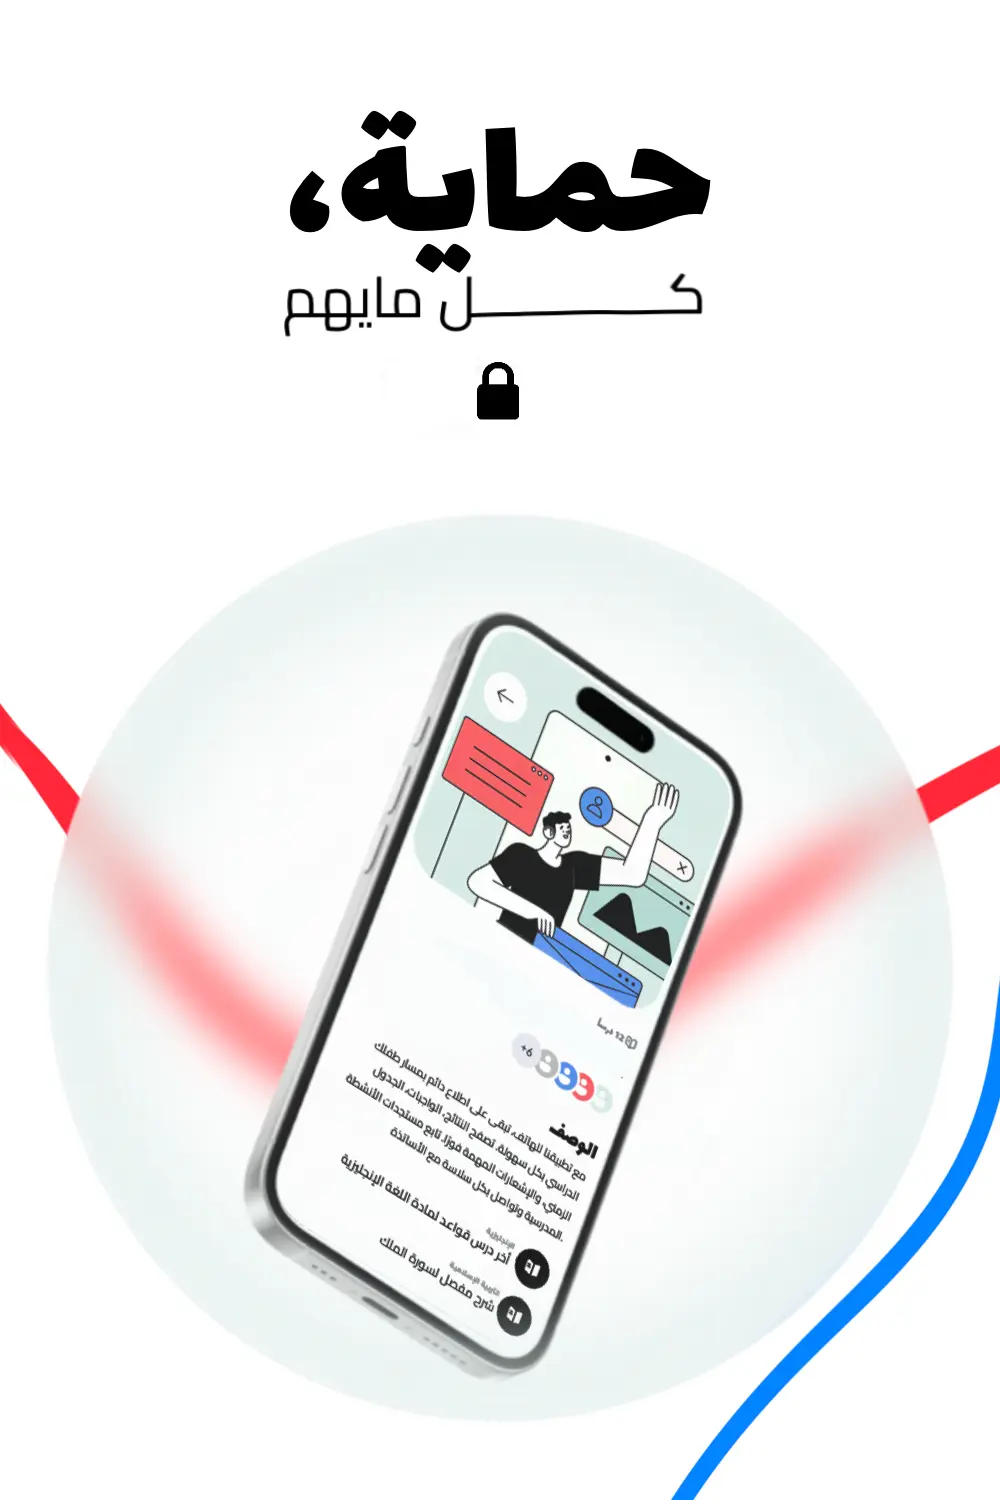 حماية،
كل مايهم
12 درسا
+6
الوصف
مع تطبيقنا للهاتف، تبقى على اطلاع دائم بمسار طفلك
الدراسي بكل سهولة. تصفح النتائج، الواجبات، الجدول
الزمني، والإشعارات المهمة فورًا. تابع مستجدات الأنشطة
المدرسية وتواصل بكل سلاسة مع الأساتذة.
الإنجليزية
آخر درس قواعد لمادة اللغة الإنجليزية
التربية الإسلامية
شرح مفصل لسورة الملك